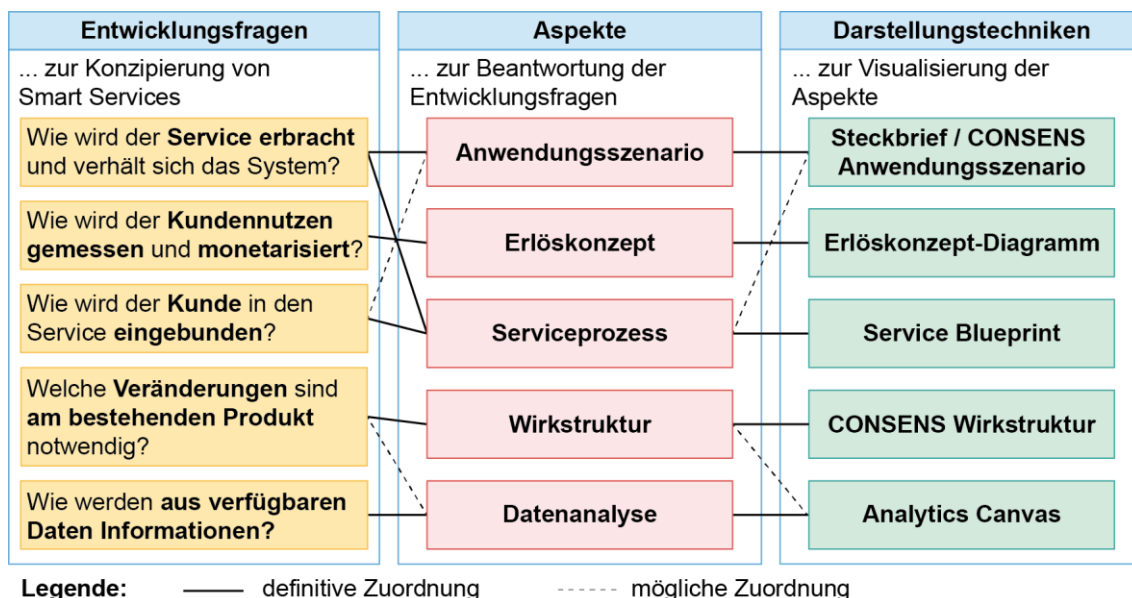 Entwicklungsfragen
... zur Konzipierung von
Smart Services
Wie wird der Service erbracht
und verhält sich das System?
Wie wird der Kundennutzen
gemessen und monetarisiert?
Wie wird der Kunde in den
Service eingebunden?
Welche Veränderungen sind
am bestehenden Produkt
notwendig?
Wie werden aus verfügbaren
Daten Informationen?
Aspekte
... zur Beantwortung der
Entwicklungsfragen
Anwendungsszenario
Erlöskonzept
Serviceprozess
Wirkstruktur
Datenanalyse
Darstellungstechniken
... zur Visualisierung der
Aspekte
Steckbrief / CONSENS
Anwendungsszenario
Erlöskonzept-Diagramm
Service Blueprint
CONSENS Wirkstruktur
Analytics Canvas
Legende: definitive Zuordnung mögliche Zuordnung